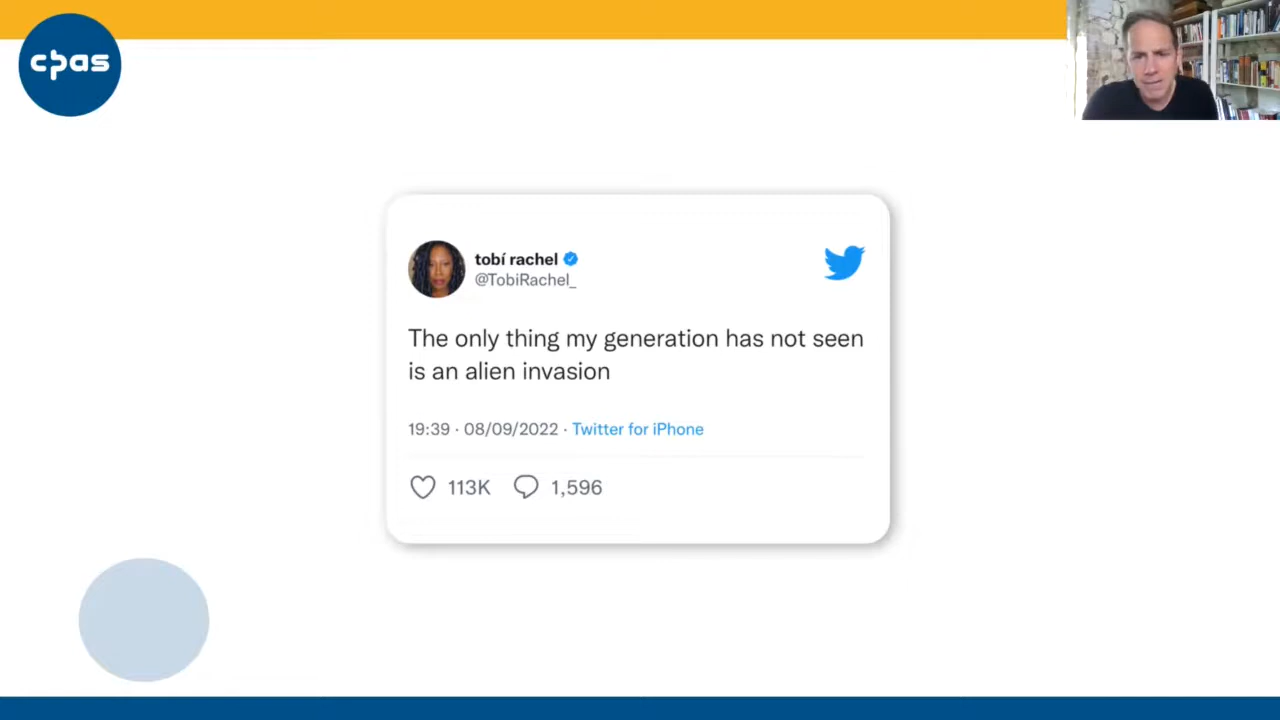 cpas
tobí rachel
@TobiRachel_
The only thing my generation has not seen
is an alien invasion
19:39 · 08/09/2022 · Twitter for iPhone
113K 1,596